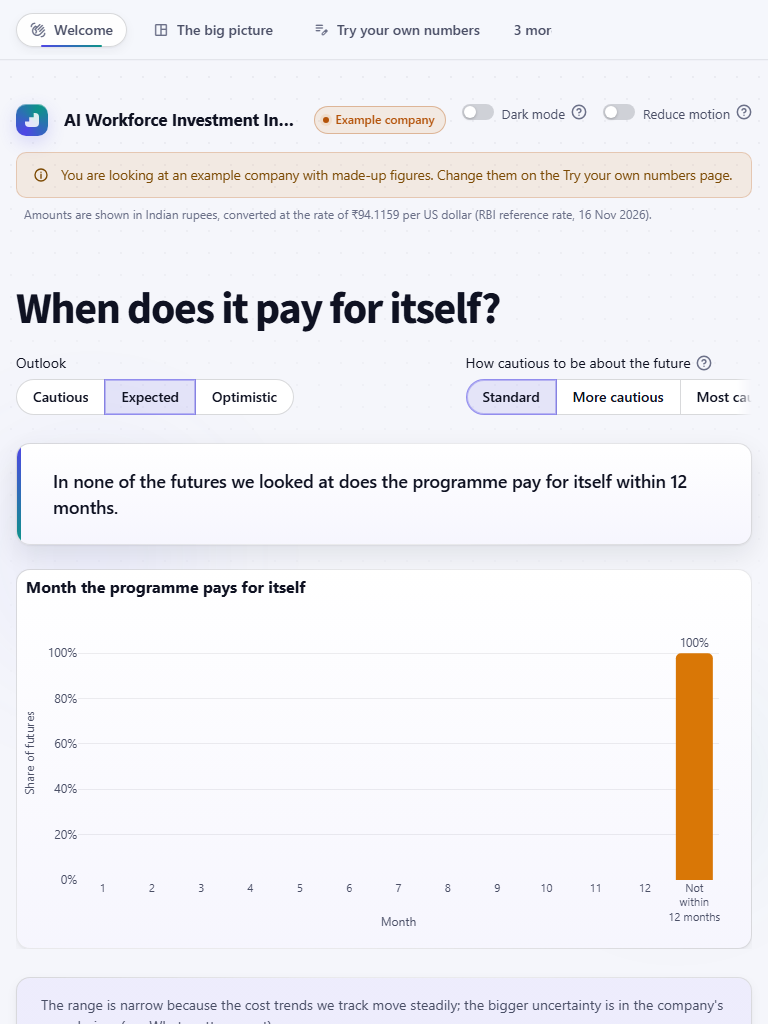 Welcome
The big picture
Try your own numbers
3 mor
AI Workforce Investment In...
Example company
Dark mode
Reduce motion
You are looking at an example company with made-up figures. Change them on the Try your own numbers page.
Amounts are shown in Indian rupees, converted at the rate of ₹94.1159 per US dollar (RBI reference rate, 16 Nov 2026).
When does it pay for itself?
Outlook
Cautious
Expected
Optimistic
How cautious to be about the future
Standard
More cautious
Most cau
In none of the futures we looked at does the programme pay for itself within 12
months.
Month the programme pays for itself
100%
100%
80%
60%
40%
20%
0%
Share of futures
1 2 3 4 5 6 7 8 9 10 11 12
Not
within
12 months
Month
The range is narrow because the cost trends we track move steadily; the bigger uncertainty is in the company's